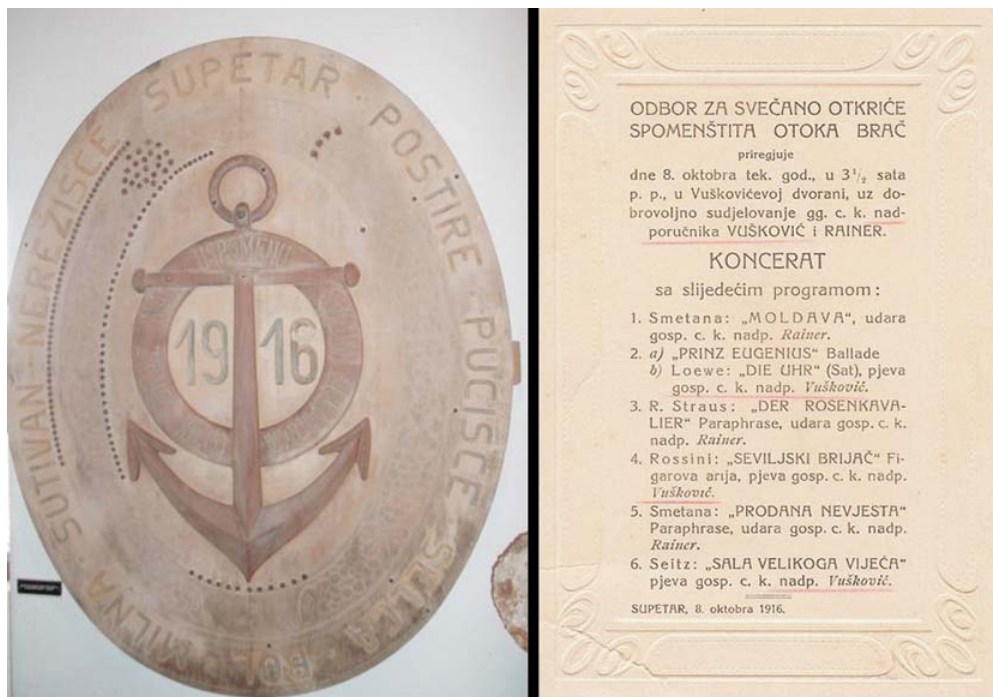 SUTIVAN · NEREZIŠĆE · SUPETAR · POSTIRE · PUČIŠĆE · SELCA · BOL · MILNA
USPOMENU
1916
ODBOR ZA SVEČANO OTKRIĆE
SPOMENŠTITA OTOKA BRAČ
priregjuje
dne 8. oktobra tek. god., u 3 1/2 sata
p. p., u Vuškovićevoj dvorani, uz do-
brovoljno sudjelovanje gg. c. k. nad-
poručnika VUŠKOVIĆ i RAINER.
KONCERAT
sa slijedećim programom :
1. Smetana: „MOLDAVA“, udara
gosp. c. k. nadp. Rainer.
2. a) „PRINZ EUGENIUS“ Ballade
b) Loewe: „DIE UHR“ (Sat), pjeva
gosp. c. k. nadp. Vušković.
3. R. Straus: „DER ROSENKAVA-
LIER“ Paraphrase, udara gosp. c. k.
nadp. Rainer.
4. Rossini: „SEVILJSKI BRIJAČ“ Fi-
garova arija, pjeva gosp. c. k. nadp.
Vušković.
5. Smetana: „PRODANA NEVJESTA“
Paraphrase, udara gosp. c. k. nadp.
Rainer.
6. Seitz: „SALA VELIKOGA VIJEĆA“
pjeva gosp. c. k. nadp. Vušković.
SUPETAR, 8. oktobra 1916.